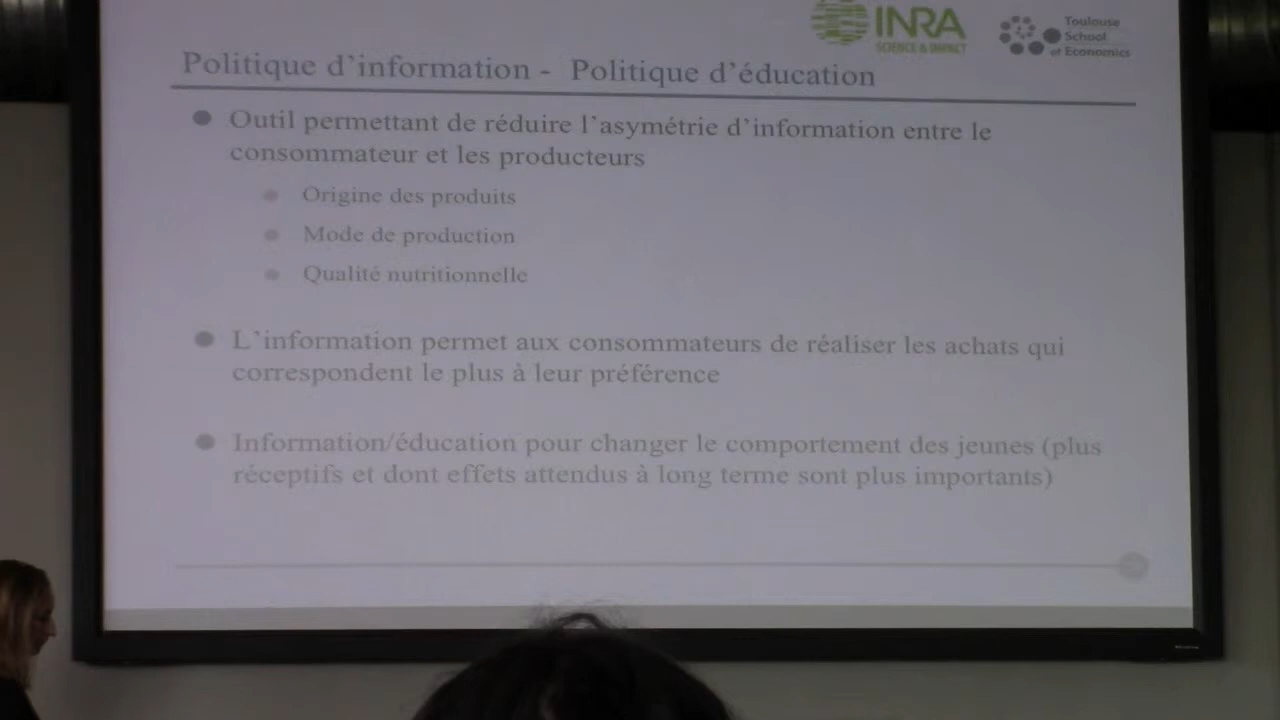 INRA
SCIENCE & IMPACT
Toulouse
School
of Economics
Politique d'information - Politique d'éducation
Outil permettant de réduire l'asymétrie d'information entre le
consommateur et les producteurs
Origine des produits
Mode de production
Qualité nutritionnelle
L'information permet aux consommateurs de réaliser les achats qui
correspondent le plus à leur préférence
Information/éducation pour changer le comportement des jeunes (plus
réceptifs et dont effets attendus à long terme sont plus importants)